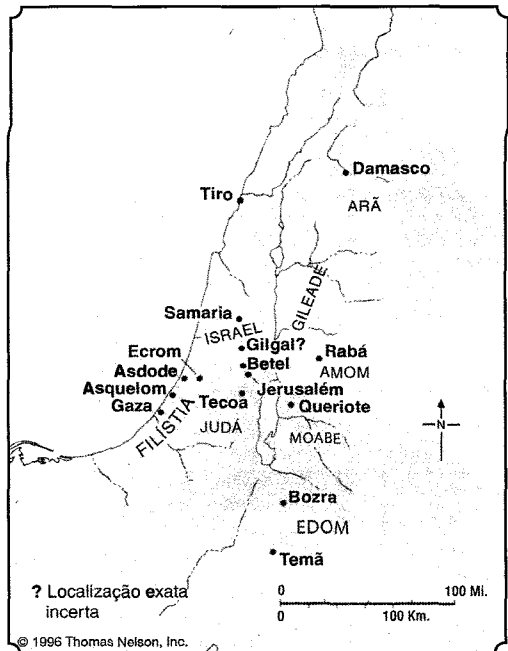 Damasco
Tiro
ARÃ
GILEADE
Samaria
ISRAEL
Gilgal?
Ecrom
Rabá
Asdode
Betel
AMOM
Asquelom
Jerusalém
Gaza
Tecoa
Queriote
FILÍSTIA
JUDÁ
MOABE
N
Bozra
EDOM
Temã
? Localização exata
incerta
0 100 Mi.
0 100 Km.
© 1996 Thomas Nelson, Inc.